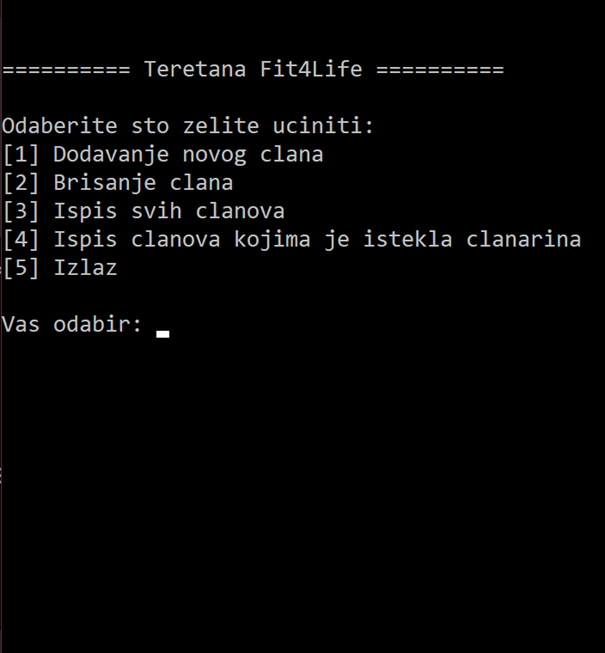 ========== Teretana Fit4Life ==========
Odaberite sto zelite uciniti:
[1] Dodavanje novog clana
[2] Brisanje clana
[3] Ispis svih clanova
[4] Ispis clanova kojima je istekla clanarina
[5] Izlaz
Vas odabir: